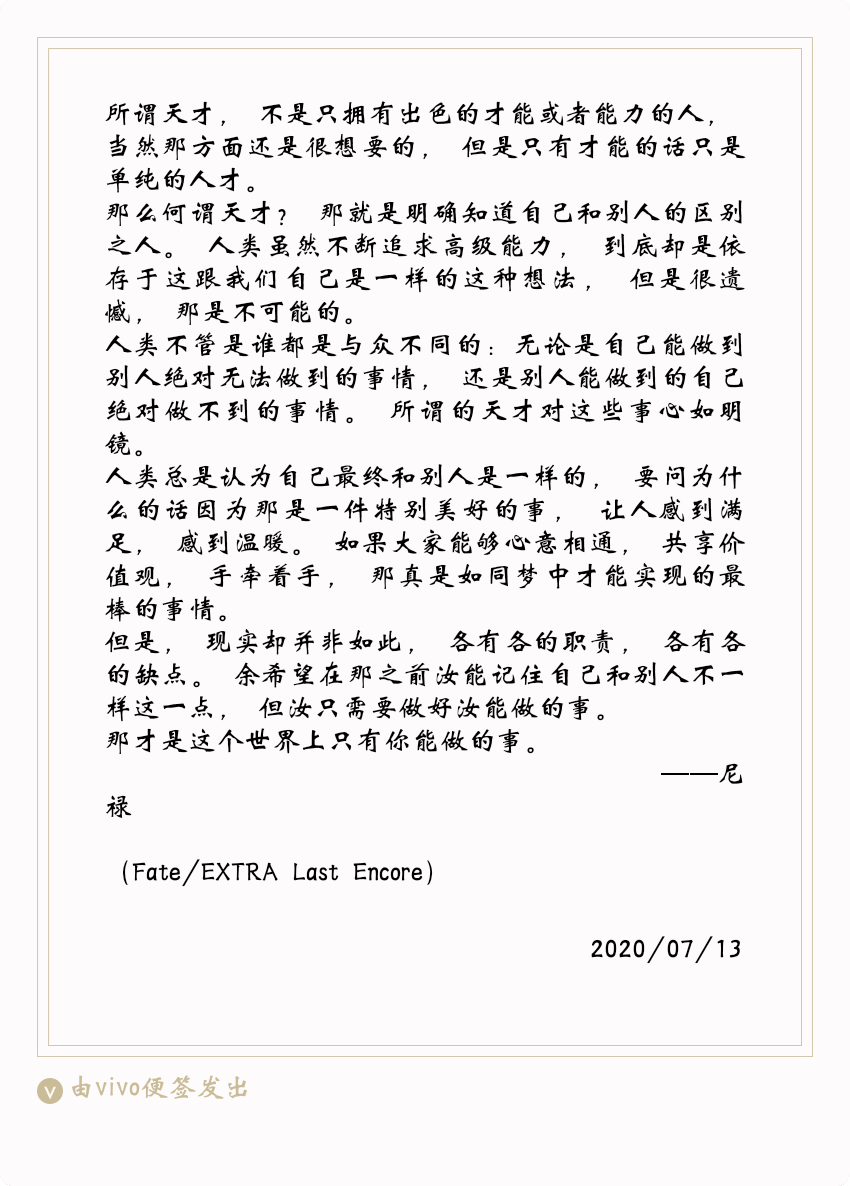 所谓天才， 不是只拥有出色的才能或者能力的人，
当然那方面还是很想要的， 但是只有才能的话只是
单纯的人才。
那么何谓天才？ 那就是明确知道自己和别人的区别
之人。 人类虽然不断追求高级能力， 到底却是依
存于这跟我们自己是一样的这种想法， 但是很遗
憾， 那是不可能的。
人类不管是谁都是与众不同的：无论是自己能做到
别人绝对无法做到的事情， 还是别人能做到的自己
绝对做不到的事情。 所谓的天才对这些事心如明
镜。
人类总是认为自己最终和别人是一样的， 要问为什
么的话因为那是一件特别美好的事， 让人感到满
足， 感到温暖。 如果大家能够心意相通， 共享价
值观， 手牵着手， 那真是如同梦中才能实现的最
棒的事情。
但是， 现实却并非如此， 各有各的职责， 各有各
的缺点。 余希望在那之前汝能记住自己和别人不一
样这一点， 但汝只需要做好汝能做的事。
那才是这个世界上只有你能做的事。
——尼
禄
（Fate/EXTRA Last Encore）
2020/07/13
由vivo便签发出